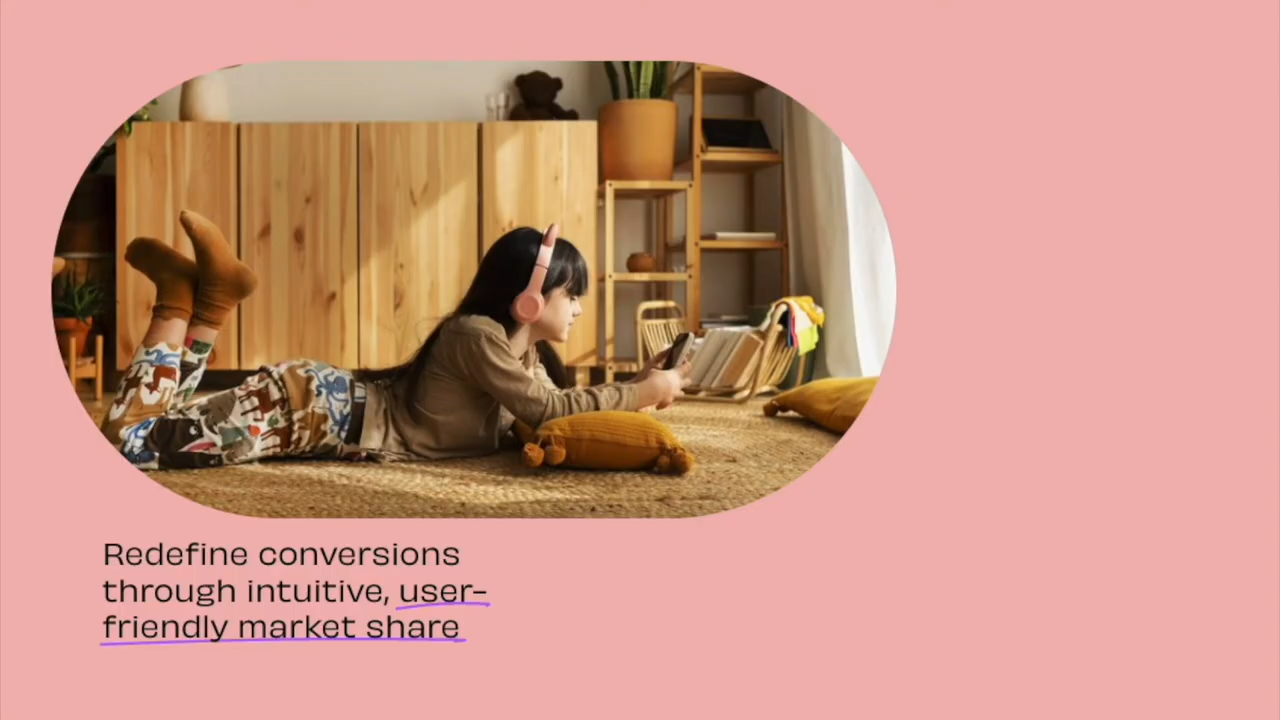 Redefine conversions
through intuitive, user-
friendly market share